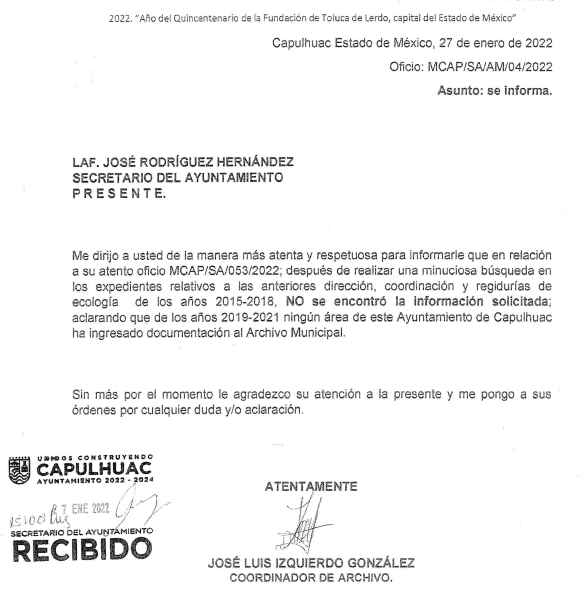 2022. "Año del Quincentenario de la Fundación de Toluca de Lerdo, capital del Estado de México"
Capulhuac Estado de México, 27 de enero de 2022
Oficio: MCAP/SA/AM/04/2022
Asunto: se informa.
LAF. JOSÉ RODRÍGUEZ HERNÁNDEZ
SECRETARIO DEL AYUNTAMIENTO
P R E S E N T E.
Me dirijo a usted de la manera más atenta y respetuosa para informarle que en relación
a su atento oficio MCAP/SA/053/2022; después de realizar una minuciosa búsqueda en
los expedientes relativos a las anteriores dirección, coordinación y regidurías de
ecología de los años 2015-2018, NO se encontró la información solicitada;
aclarando que de los años 2019-2021 ningún área de este Ayuntamiento de Capulhuac
ha ingresado documentación al Archivo Municipal.
Sin más por el momento le agradezco su atención a la presente y me pongo a sus
órdenes por cualquier duda y/o aclaración.
UNIDOS CONSTRUYENDO
CAPULHUAC
AYUNTAMIENTO 2022 - 2024
27 ENE 2022
SECRETARIO DEL AYUNTAMIENTO
RECIBIDO
ATENTAMENTE
JOSÉ LUIS IZQUIERDO GONZÁLEZ
COORDINADOR DE ARCHIVO.